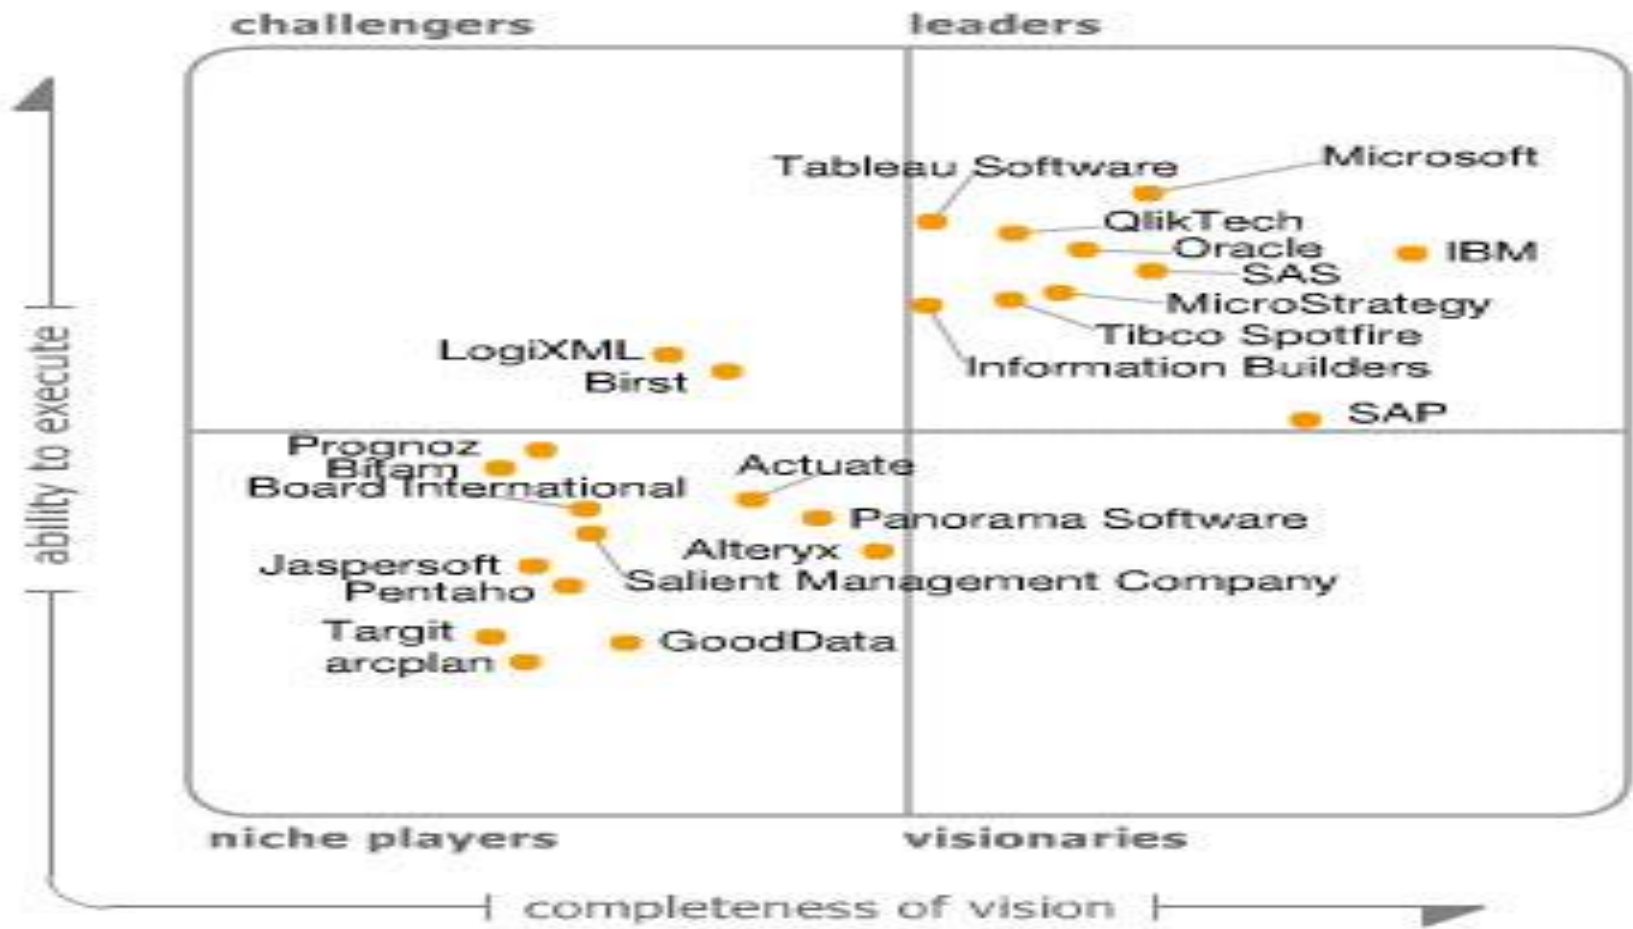 challengers
leaders
Tableau Software
Microsoft
QlikTech
Oracle
IBM
SAS
MicroStrategy
Tibco Spotfire
Information Builders
LogiXML
Birst
SAP
Prognoz
Bitam
Board International
Actuate
Panorama Software
Alteryx
Jaspersoft
Salient Management Company
Pentaho
Targit
GoodData
arcplan
niche players
visionaries
ability to execute
completeness of vision